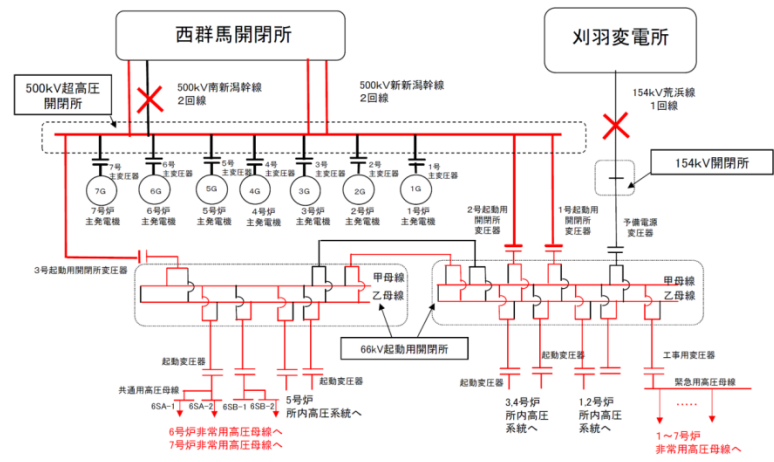 西群馬開閉所
刈羽変電所
500kV超高圧
開閉所
500kV南新潟幹線
2回線
500kV新新潟幹線
2回線
154kV荒浜線
1回線
154kV開閉所
7号
主変圧器
6号
主変圧器
5号
主変圧器
4号
主変圧器
3号
主変圧器
2号
主変圧器
1号
主変圧器
7G
6G
5G
4G
3G
2G
1G
7号炉
主発電機
6号炉
主発電機
5号炉
主発電機
4号炉
主発電機
3号炉
主発電機
2号炉
主発電機
1号炉
主発電機
2号起動用
開閉所
変圧器
1号起動用
開閉所
変圧器
予備電源
変圧器
3号起動用開閉所変圧器
甲母線
乙母線
甲母線
乙母線
66kV起動用開閉所
起動変圧器
起動変圧器
起動変圧器
起動変圧器
工事用変圧器
共通用高圧母線
緊急用高圧母線
6SA-1
6SA-2
6SB-1
6SB-2
5号炉
所内高圧系統へ
3,4号炉
所内高圧
系統へ
1,2号炉
所内高圧
系統へ
6号炉非常用高圧母線へ
7号炉非常用高圧母線へ
1～7号炉
非常用高圧母線へ